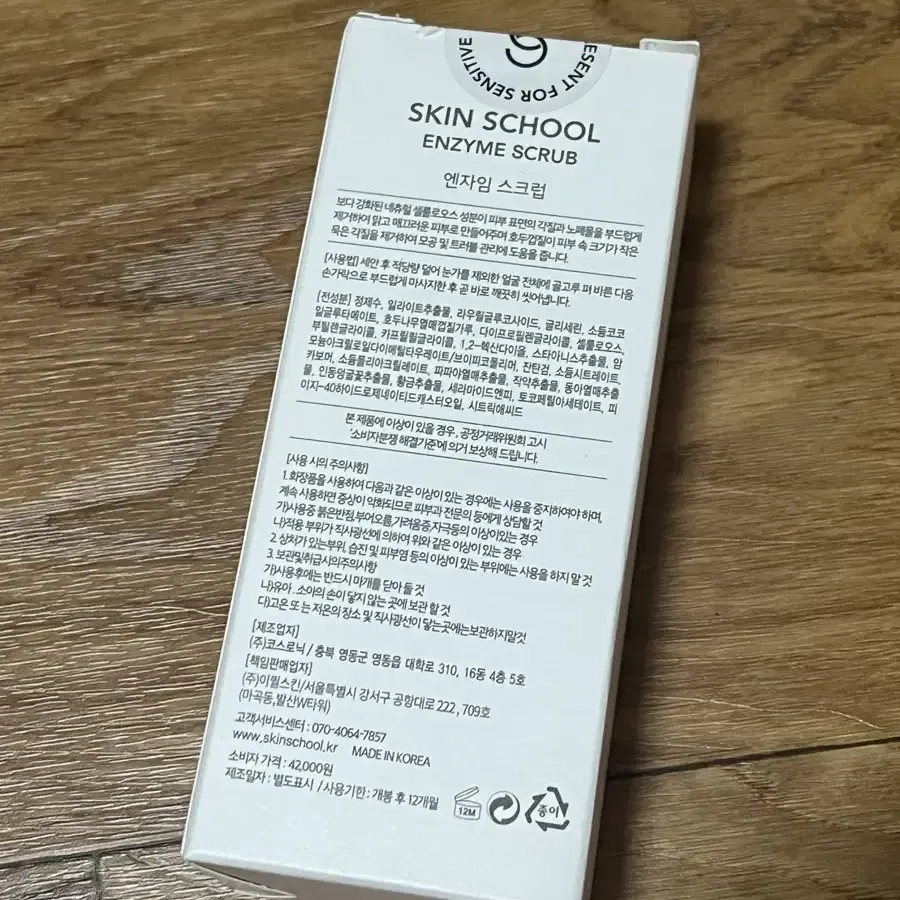 ESENT FOR SENSITIVE
SKIN SCHOOL
ENZYME SCRUB
엔자임 스크럽
보다 강화된 네츄럴 셀룰로오스 성분이 피부 표면의 각질과 노폐물을 부드럽게
제거하여 맑고 매끄러운 피부로 만들어주며 호두껍질이 피부 속 크기가 작은
묵은 각질을 제거하여 모공 및 트러블 관리에 도움을 줍니다.
[사용법] 세안 후 적당량 덜어 눈가를 제외한 얼굴 전체에 골고루 펴 바른 다음
손가락으로 부드럽게 마사지한 후 곧 바로 깨끗히 씻어냅니다.
[전성분] 정제수, 일라이트추출물, 라우릴글루코사이드, 글리세린, 소듐코코
일글루타메이트, 호두나무열매껍질가루, 다이프로필렌글라이콜, 셀룰로오스,
부틸렌글라이콜, 카프릴릴글라이콜, 1,2-헥산다이올, 스타아니스추출물, 암
모늄아크릴로일다이메틸타우레이트/브이피코폴리머, 잔탄검, 소듐시트레이트,
카보머, 소듐폴리아크릴레이트, 파파야열매추출물, 작약추출물, 동아열매추출
물, 인동덩굴꽃추출물, 황금추출물, 세라마이드엔피, 토코페릴아세테이트, 피
이지-40하이드로제네이티드캐스터오일, 시트릭애씨드
본 제품에 이상이 있을 경우, 공정거래위원회 고시
'소비자분쟁 해결기준'에 의거 보상해 드립니다.
[사용 시의 주의사항]
1. 화장품을 사용하여 다음과 같은 이상이 있는 경우에는 사용을 중지하여야 하며,
계속 사용하면 증상이 악화되므로 피부과 전문의 등에게 상담할 것
가)사용중 붉은반점,부어오름,가려움증,자극등의 이상이있는 경우
나)적용 부위가 직사광선에 의하여 위와 같은 이상이 있는 경우
2. 상처가 있는부위, 습진 및 피부염 등의 이상이 있는 부위에는 사용을 하지 말 것
3. 보관및취급시의주의사항
가)사용후에는 반드시 마개를 닫아 둘 것
나)유아 . 소아의 손이 닿지 않는 곳에 보관 할 것
다)고온 또 는 저온의 장소 및 직사광선이 닿는곳에는보관하지말것
[제조업자]
(주)코스로닉 / 충북 영동군 영동읍 대학로 310, 16동 4층 5호
[책임판매업자]
(주)이퀄스킨/서울특별시 강서구 공항대로 222 , 709호
(마곡동,발산W타워)
고객서비스센터 : 070-4064-7857
www.skinschool.kr MADE IN KOREA
소비자 가격 : 42,000원
제조일자 : 별도표시 / 사용기한 : 개봉 후 12개월
12M
종이